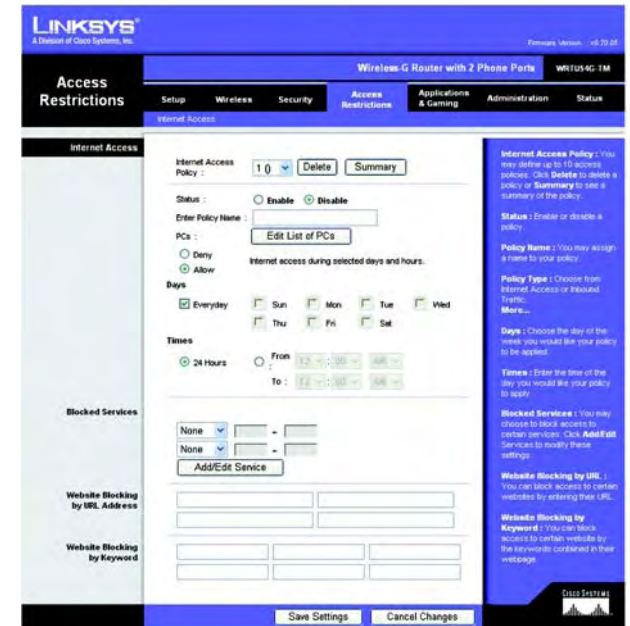 LINKSYS®
A Division of Cisco Systems, Inc.
Firmware Version
Wireless-G Router with 2 Phone Ports WRTU54G-TM
Access Restrictions
Setup Wireless Security Access Restrictions Applications & Gaming Administration Status
Internet Access
Internet Access
Internet Access Policy : 1 () Delete Summary
Status : Enable Disable
Enter Policy Name :
PCs : Edit List of PCs
Deny
Allow
Internet access during selected days and hours.
Days
Everyday Sun Mon Tue Wed
Thu Fri Sat
Times
24 Hours From : 12 : 00 AM
To : 12 : 00 AM
Blocked Services
None -
None -
Add/Edit Service
Website Blocking
by URL Address
Website Blocking
by Keyword
Internet Access Policy : You
may define up to 10 access
policies. Click Delete to delete a
policy or Summary to see a
summary of the policy.
Status : Enable or disable a
policy.
Policy Name : You may assign
a name to your policy.
Policy Type : Choose from
Internet Access or Inbound
Traffic.
More...
Days : Choose the day of the
week you would like your policy
to be applied.
Times : Enter the time of the
day you would like your policy
to apply.
Blocked Services : You may
choose to block access to
certain services. Click Add/Edit
Services to modify these
settings.
Website Blocking by URL :
You can block access to certain
websites by entering their URL.
Website Blocking by
Keyword : You can block
access to certain website by
the keywords contained in their
webpage.
Save Settings Cancel Changes
CISCO SYSTEMS